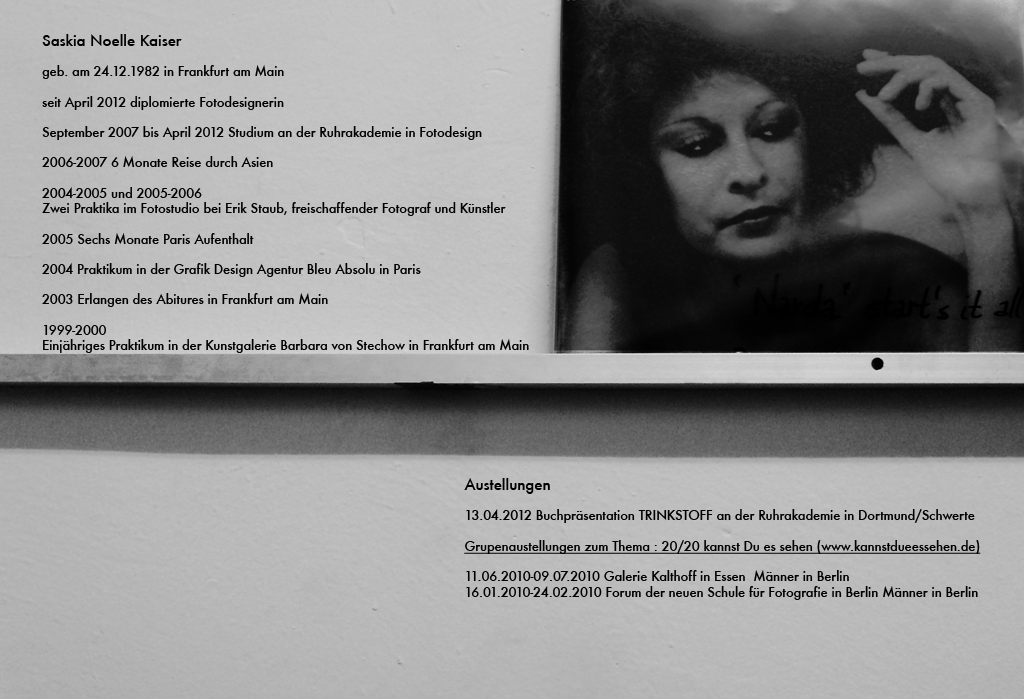 Saskia Noelle Kaiser
geb. am 24.12.1982 in Frankfurt am Main
seit April 2012 diplomierte Fotodesignerin
September 2007 bis April 2012 Studium an der Ruhrakademie in Fotodesign
2006-2007 6 Monate Reise durch Asien
2004-2005 und 2005-2006
Zwei Praktika im Fotostudio bei Erik Staub, freischaffender Fotograf und Künstler
2005 Sechs Monate Paris Aufenthalt
2004 Praktikum in der Grafik Design Agentur Bleu Absolu in Paris
2003 Erlangen des Abitures in Frankfurt am Main
1999-2000
Einjähriges Praktikum in der Kunstgalerie Barbara von Stechow in Frankfurt am Main
start's it all
Austellungen
13.04.2012 Buchpräsentation TRINKSTOFF an der Ruhrakademie in Dortmund/Schwerte
Grupenaustellungen zum Thema : 20/20 kannst Du es sehen (www.kannstdueessehen.de)
11.06.2010-09.07.2010 Galerie Kalthoff in Essen  Männer in Berlin
16.01.2010-24.02.2010 Forum der neuen Schule für Fotografie in Berlin Männer in Berlin